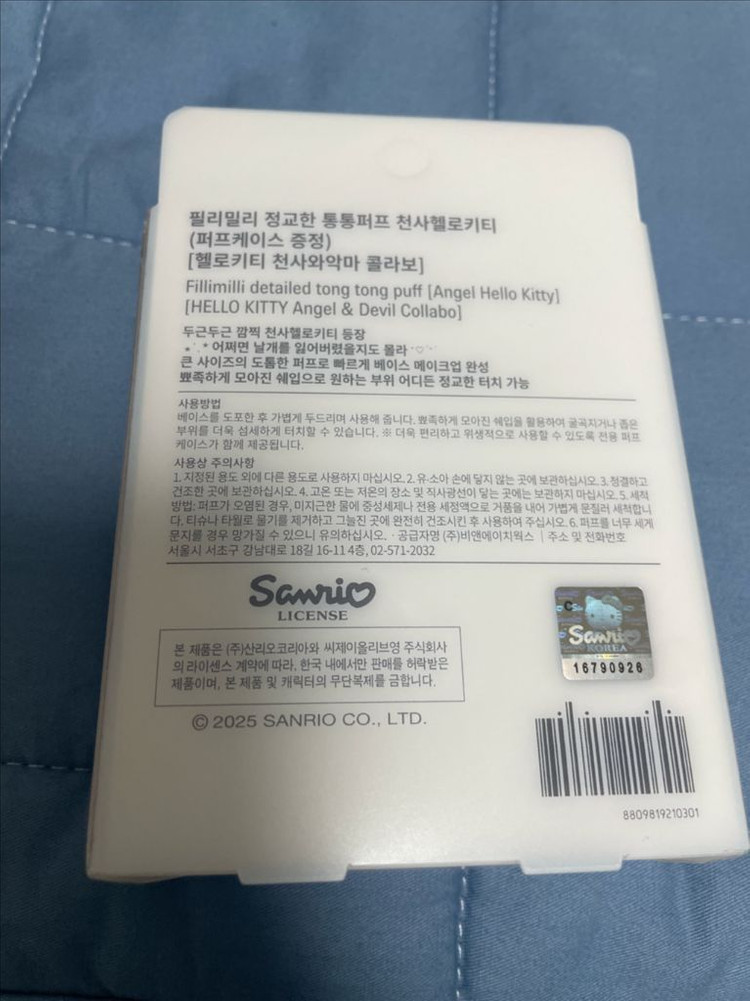 필리밀리 정교한 통통퍼프 천사헬로키티
(퍼프케이스 증정)
[헬로키티 천사와악마 콜라보]
Fillimilli detailed tong tong puff [Angel Hello Kitty]
[HELLO KITTY Angel & Devil Collabo]
두근두근 깜찍 천사헬로키티 등장
⋆˙.* 어쩌면 날개를 잃어버렸을지도 몰라 ·♡'·
큰 사이즈의 도톰한 퍼프로 빠르게 베이스 메이크업 완성
뾰족하게 모아진 쉐입으로 원하는 부위 어디든 정교한 터치 가능
사용방법
베이스를 도포한 후 가볍게 두드리며 사용해 줍니다. 뾰족하게 모아진 쉐입을 활용하여 굴곡지거나 좁은
부위를 더욱 섬세하게 터치할 수 있습니다. ※ 더욱 편리하고 위생적으로 사용할 수 있도록 전용 퍼프
케이스가 함께 제공됩니다.
사용상 주의사항
1. 지정된 용도 외에 다른 용도로 사용하지 마십시오. 2. 유·소아 손에 닿지 않는 곳에 보관하십시오. 3. 청결하고
건조한 곳에 보관하십시오. 4. 고온 또는 저온의 장소 및 직사광선이 닿는 곳에는 보관하지 마십시오. 5. 세척
방법: 퍼프가 오염된 경우, 미지근한 물에 중성세제나 전용 세정액으로 거품을 내어 가볍게 문질러 세척합니
다. 티슈나 타월로 물기를 제거하고 그늘진 곳에 완전히 건조시킨 후 사용하여 주십시오. 6. 퍼프를 너무 세게
문지를 경우 망가질 수 있으니 유의하십시오. · 공급자명 (주)비앤에이치웍스 | 주소 및 전화번호
서울시 서초구 강남대로 18길 16-11 4층, 02-571-2032
Sanrio
LICENSE
본 제품은 (주)산리오코리아와 씨제이올리브영 주식회사
의 라이센스 계약에 따라, 한국 내에서만 판매를 허락받은
제품이며, 본 제품 및 캐릭터의 무단복제를 금합니다.
© 2025 SANRIO CO., LTD.
C
Sanrio
KOREA
16790926
8809819210301